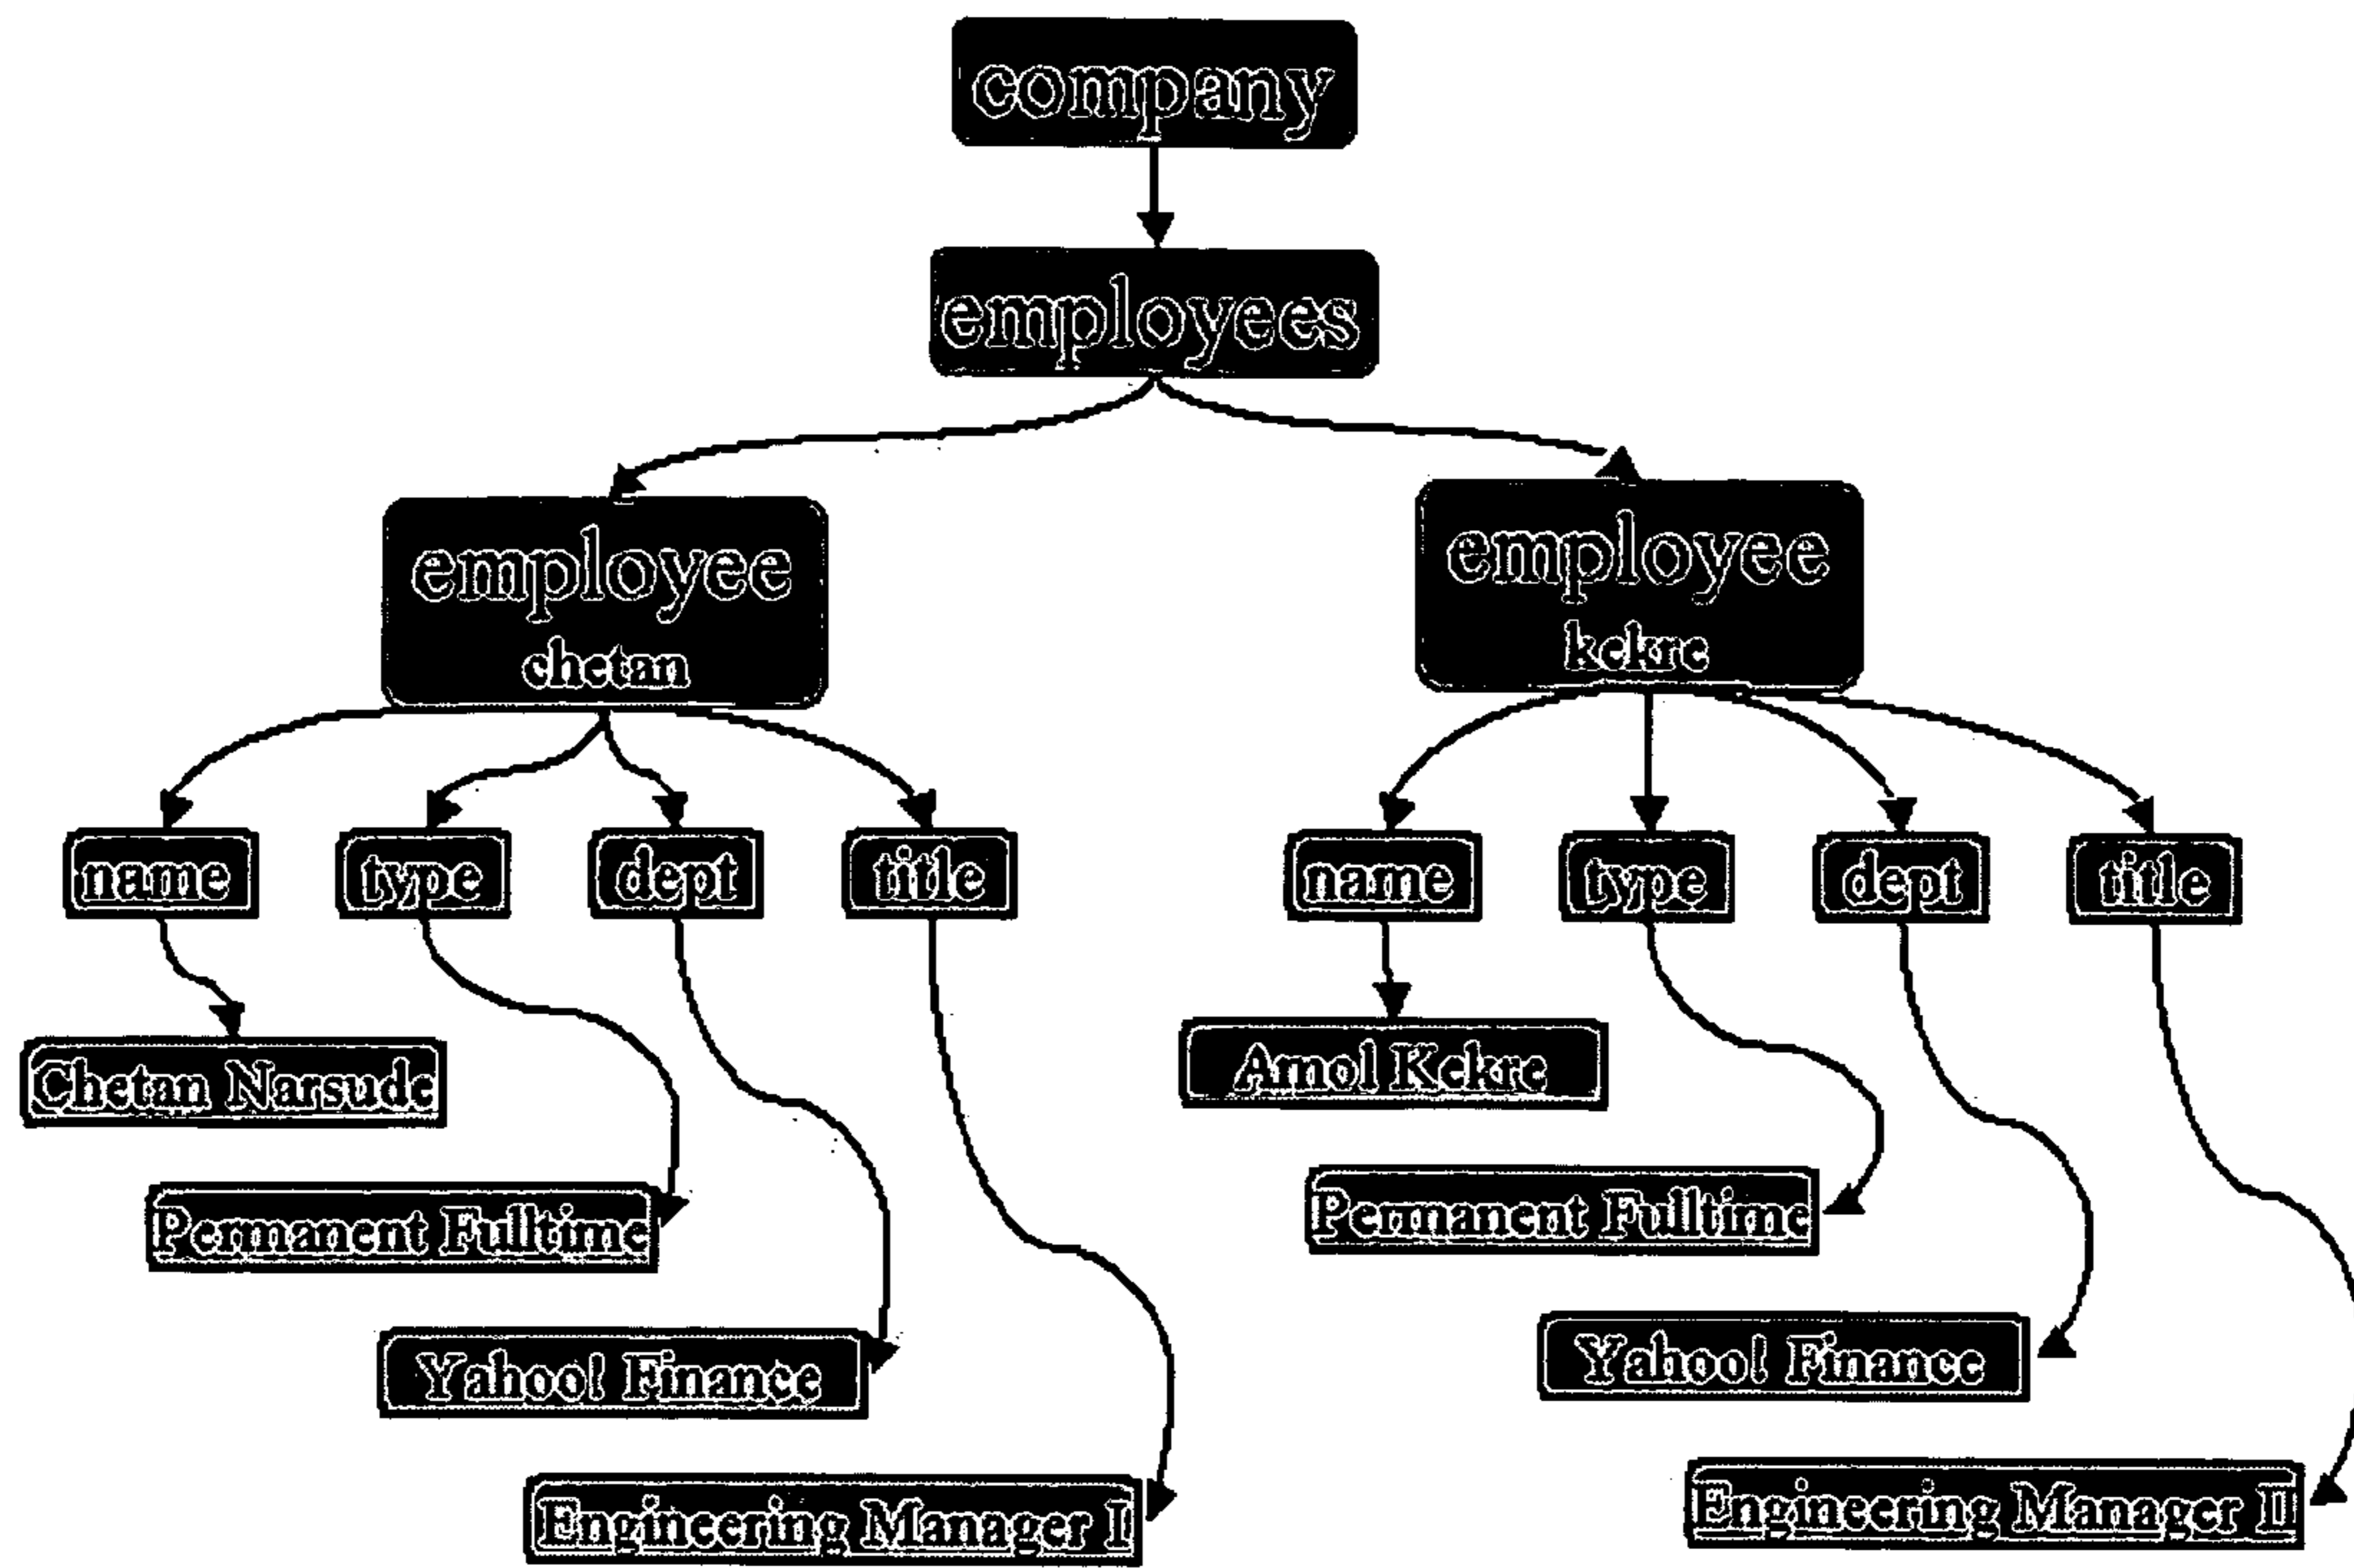 company
employees
employee
chetan
employee
kekre
name
type
dept
title
name
type
dept
title
Chetan Narsude
Amol Kekre
Permanent Fulltime
Permanent Fulltime
Yahoo! Finance
Yahoo! Finance
Engineering Manager I
Engineering Manager II